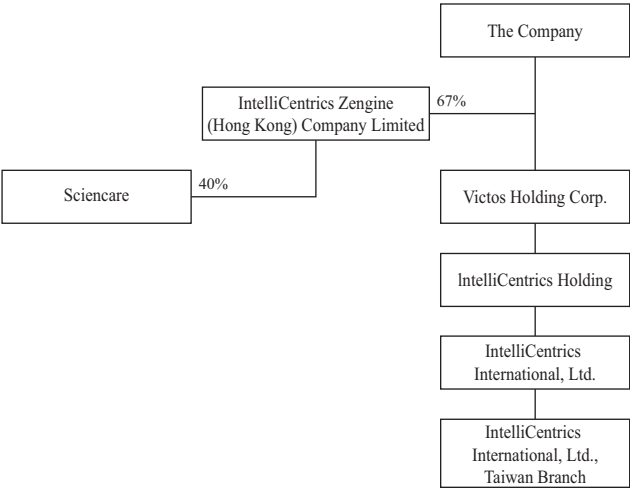 The Company
IntelliCentrics Zengine
(Hong Kong) Company Limited
67%
Sciencare
40%
Victos Holding Corp.
IntelliCentrics Holding
IntelliCentrics
International, Ltd.
IntelliCentrics
International, Ltd.,
Taiwan Branch